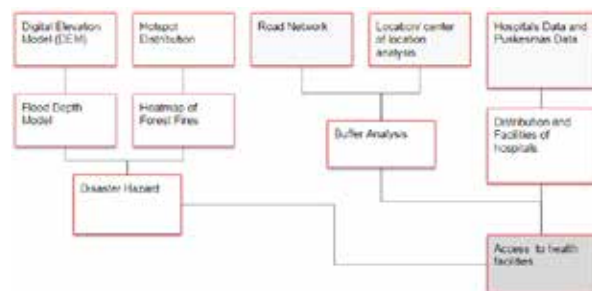 Digital Elevation
Model (DEM)
Hotspot
Distribution
Road Network
Location/ center
of location
analysis
Hospitals Data and
Puskesmas Data
Flood Depth
Model
Heatmap of
Forest Fires
Buffer Analysis
Distribution and
Facilities of
hospitals
Disaster Hazard
Access to health
facilities